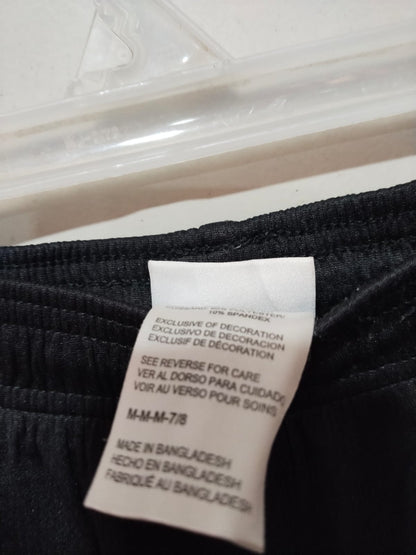 10% SPANDEX
EXCLUSIVE OF DECORATION
EXCLUSIVO DE DECORACION
EXCLUSIF DE DÉCORATION
SEE REVERSE FOR CARE
VER AL DORSO PARA CUIDADO
VOIR AU VERSO POUR SOINS
M-M-M-7/8
MADE IN BANGLADESH
HECHO EN BANGLADESH
FABRIQUÉ AU BANGLADESH